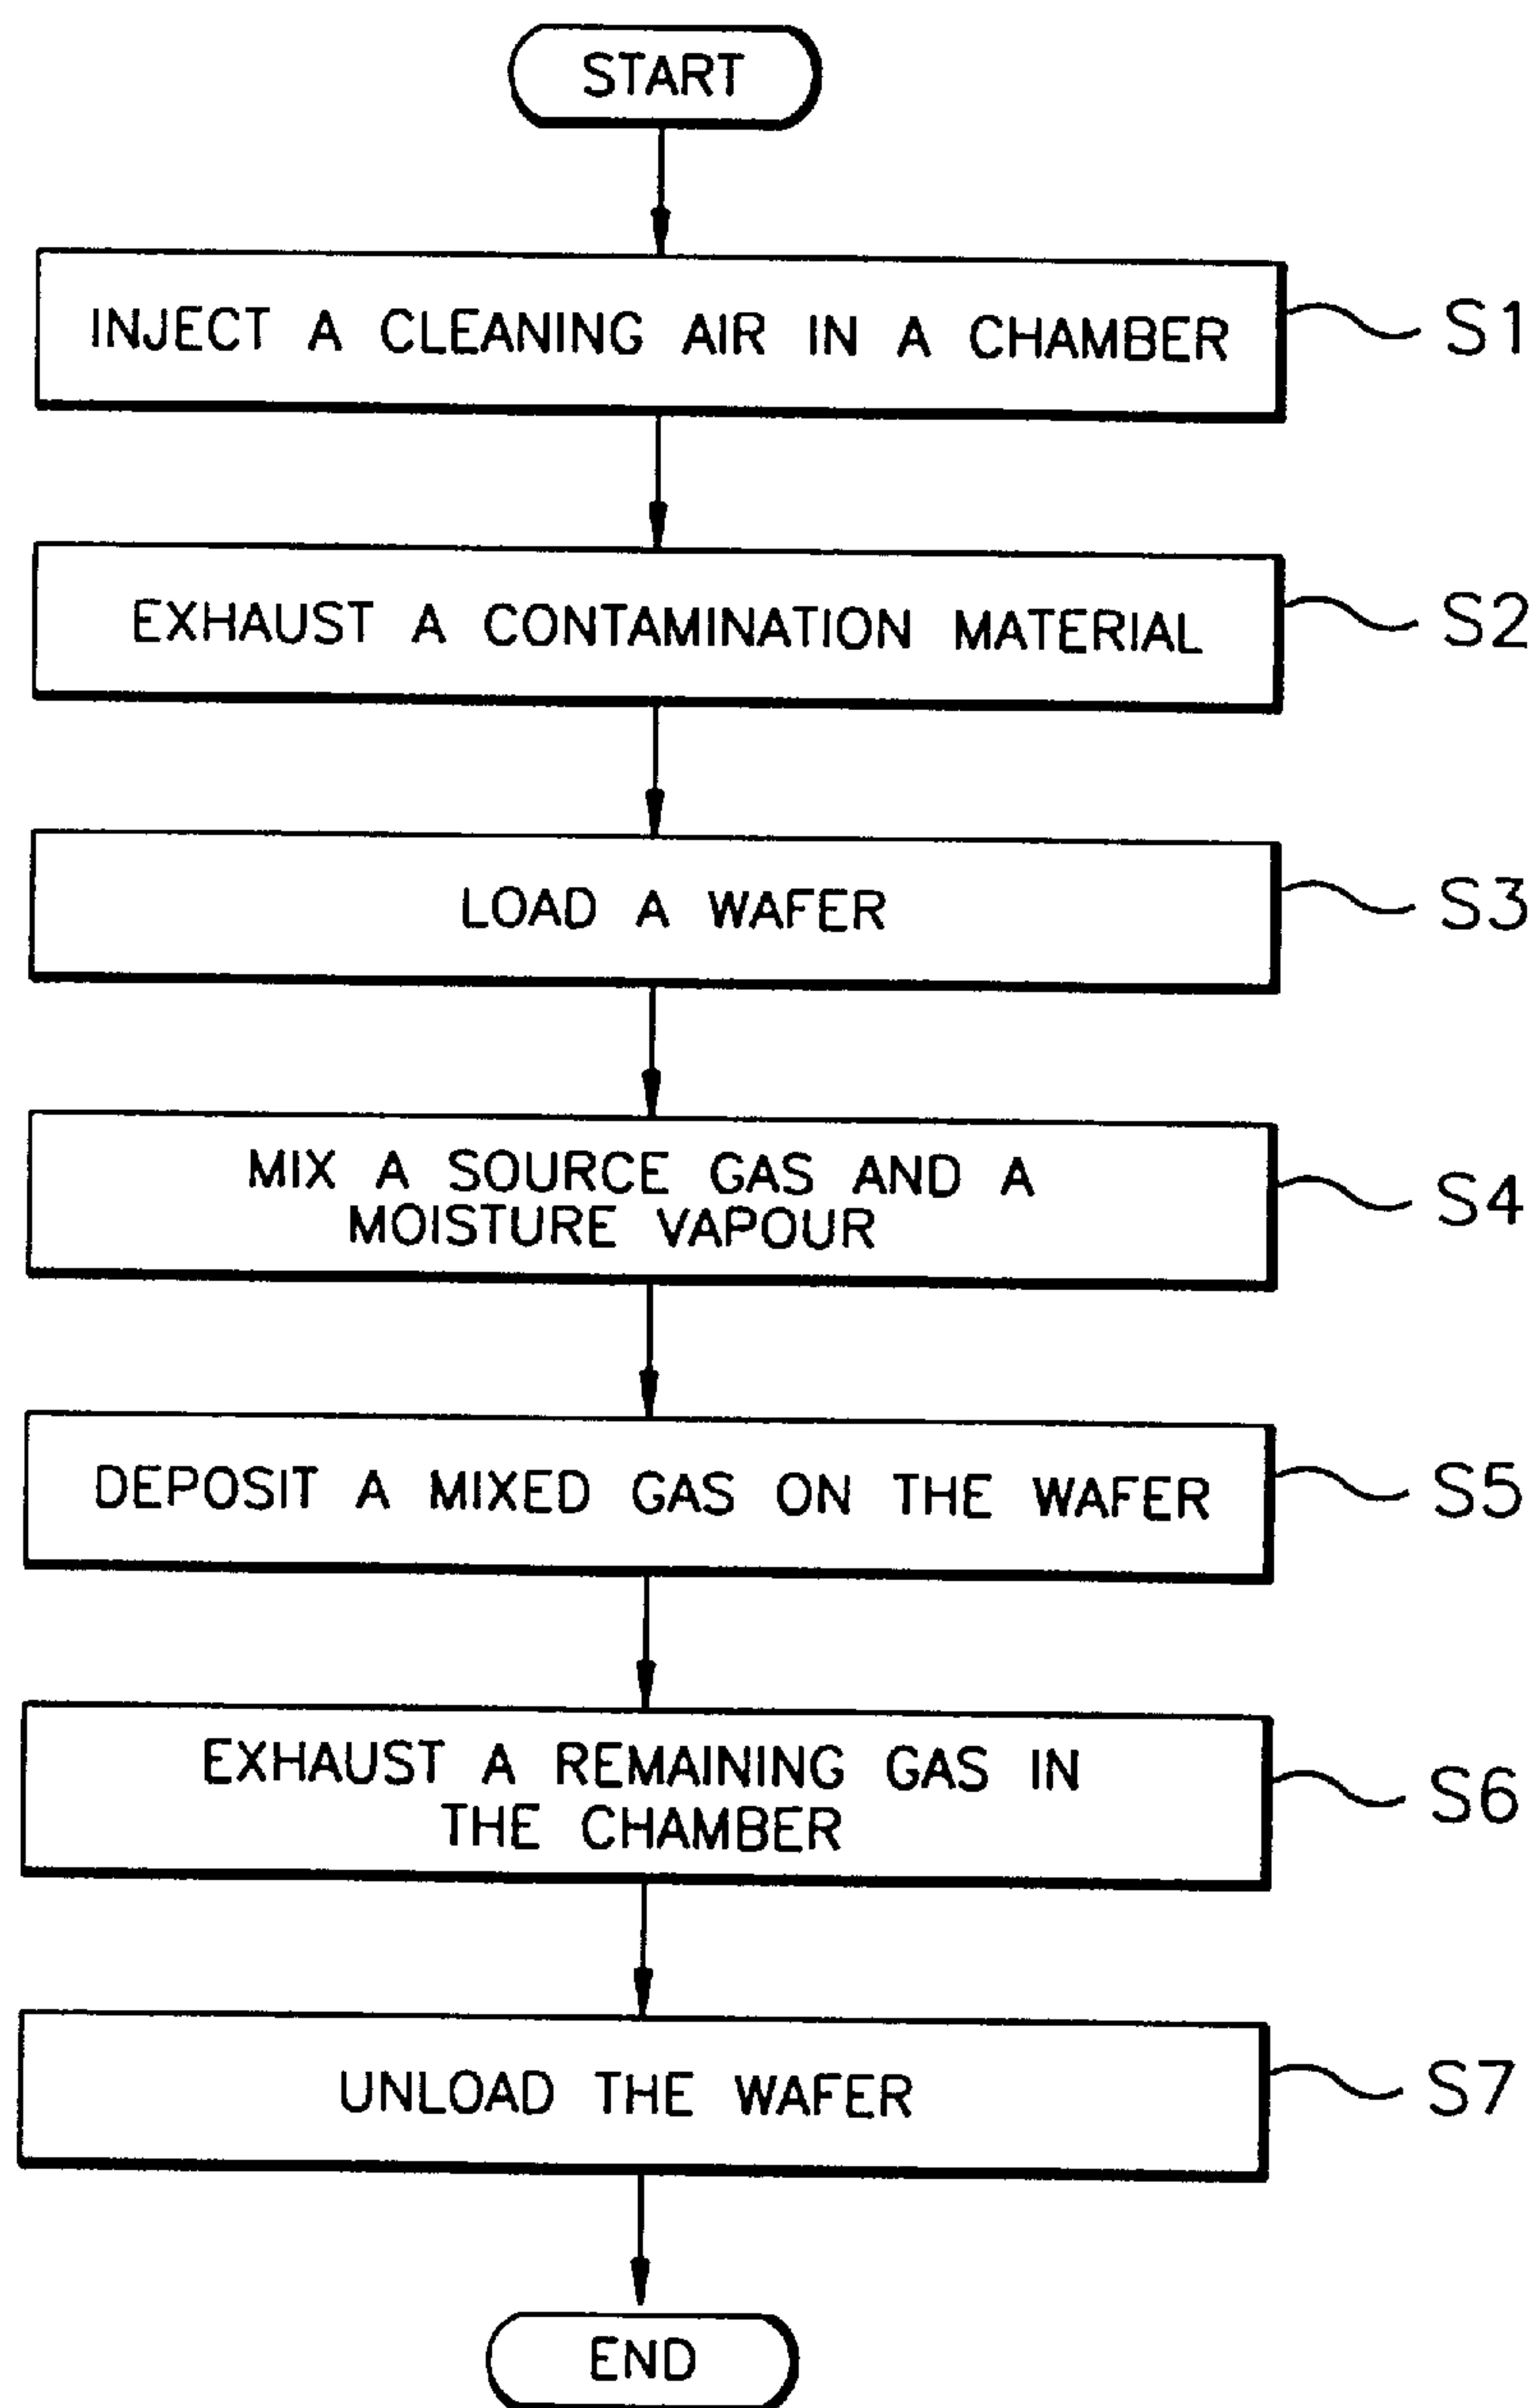 START
INJECT A CLEANING AIR IN A CHAMBER
S1
EXHAUST A CONTAMINATION MATERIAL
S2
LOAD A WAFER
S3
MIX A SOURCE GAS AND A
MOISTURE VAPOUR
S4
DEPOSIT A MIXED GAS ON THE WAFER
S5
EXHAUST A REMAINING GAS IN
THE CHAMBER
S6
UNLOAD THE WAFER
S7
END